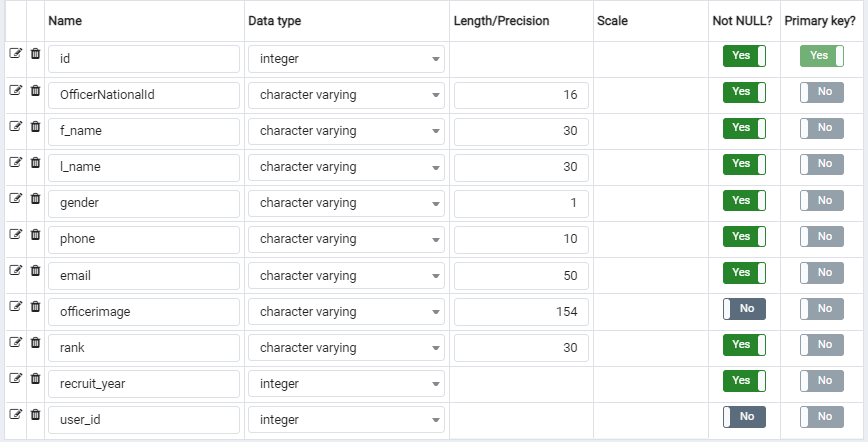 Name Data type Length/Precision Scale Not NULL? Primary key?
id integer Yes Yes
OfficerNationalId character varying 16 Yes No
f_name character varying 30 Yes No
l_name character varying 30 Yes No
gender character varying 1 Yes No
phone character varying 10 Yes No
email character varying 50 Yes No
officerimage character varying 154 No No
rank character varying 30 Yes No
recruit_year integer Yes No
user_id integer No No